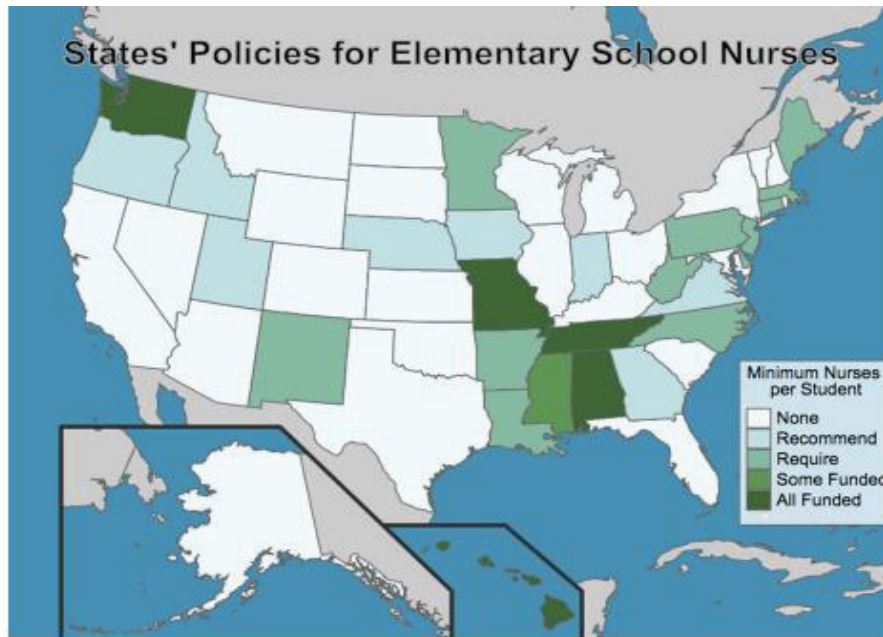 States' Policies for Elementary School Nurses
Minimum Nurses
per Student
None
Recommend
Require
Some Funded
All Funded